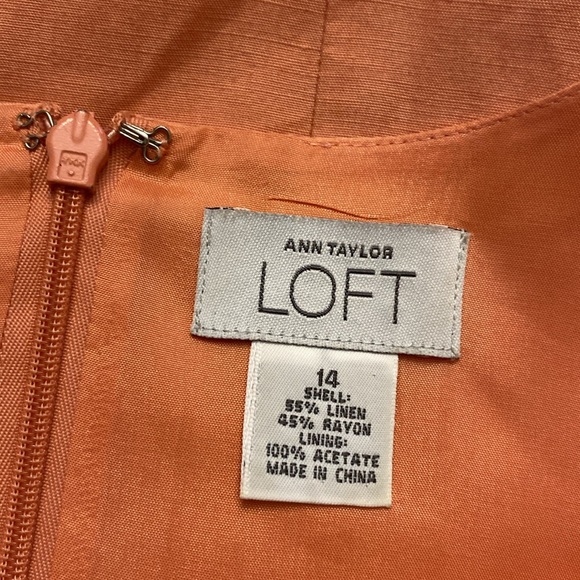 ANN TAYLOR
LOFT
14
SHELL:
55% LINEN
45% RAYON
LINING:
100% ACETATE
MADE IN CHINA